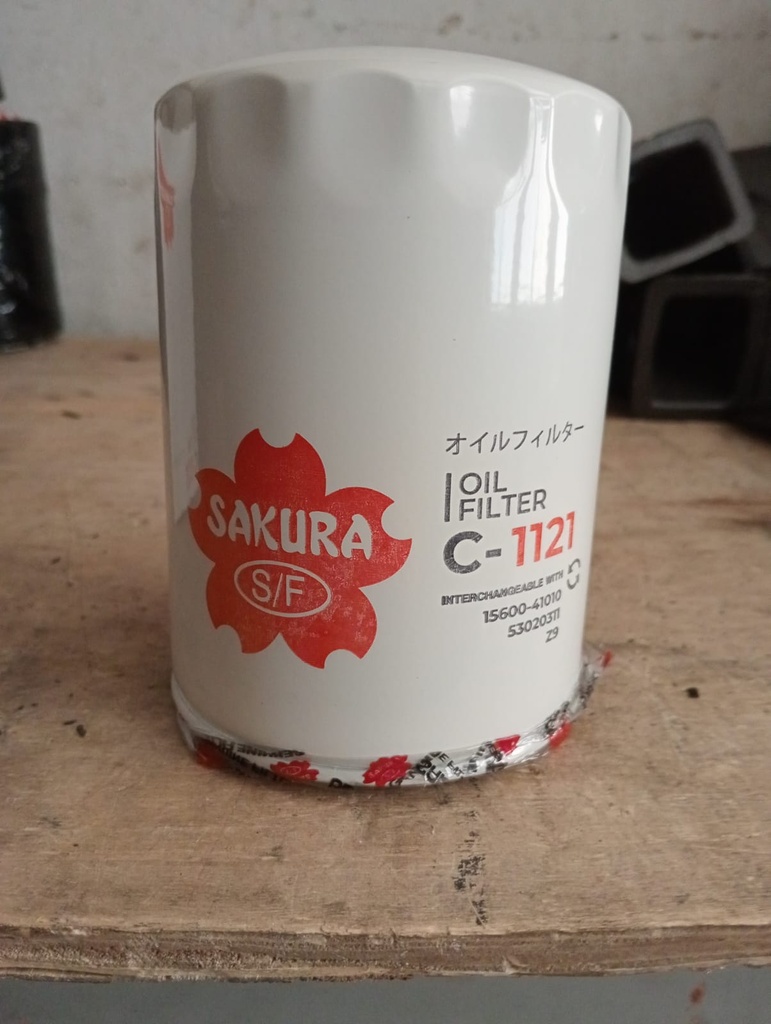 SAKURA
S/F
オイルフィルター
OIL
FILTER
C-1121
INTERCHANGEABLE WITH
15600-41010
53020311
Z9